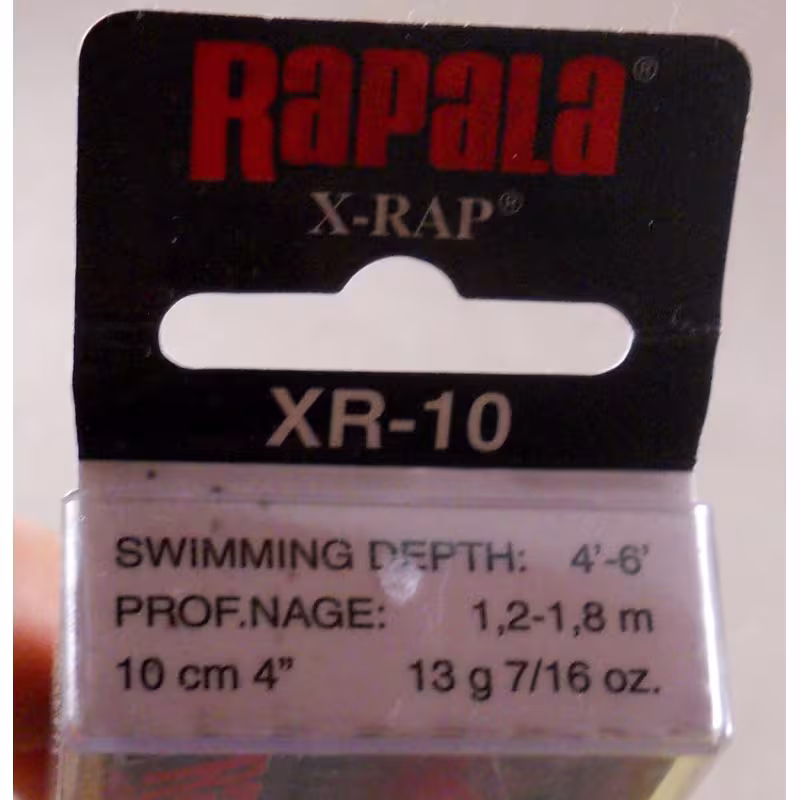 RAPALA®
X-RAP®
XR-10
SWIMMING DEPTH: 4'-6'
PROF.NAGE: 1,2-1,8 m
10 cm 4” 13 g 7/16 oz.